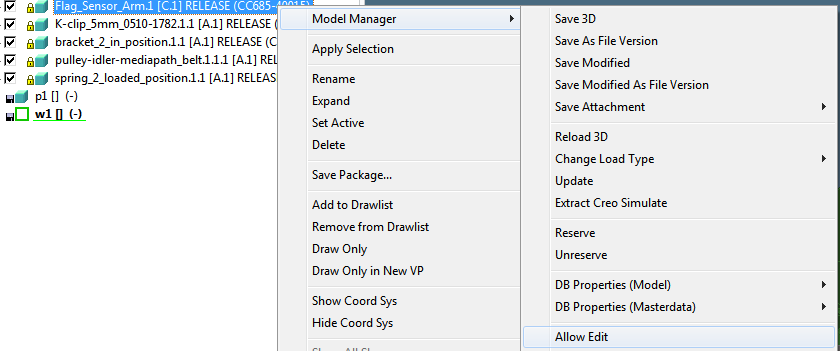 Flag_Sensor_Arm.1 [C.1] RELEASE (CC685-40015)
K-clip_5mm_0510-1782.1.1 [A.1] RELEASE (
bracket_2_in_position.1.1 [A.1] RELEASE (C
pulley-idler-mediapath_belt.1.1.1 [A.1] RELE
spring_2_loaded_position.1.1 [A.1] RELEASE
p1 [] (-)
w1 [] (-)
Model Manager
Apply Selection
Rename
Expand
Set Active
Delete
Save Package...
Add to Drawlist
Remove from Drawlist
Draw Only
Draw Only in New VP
Show Coord Sys
Hide Coord Sys
Save 3D
Save As File Version
Save Modified
Save Modified As File Version
Save Attachment
Reload 3D
Change Load Type
Update
Extract Creo Simulate
Reserve
Unreserve
DB Properties (Model)
DB Properties (Masterdata)
Allow Edit